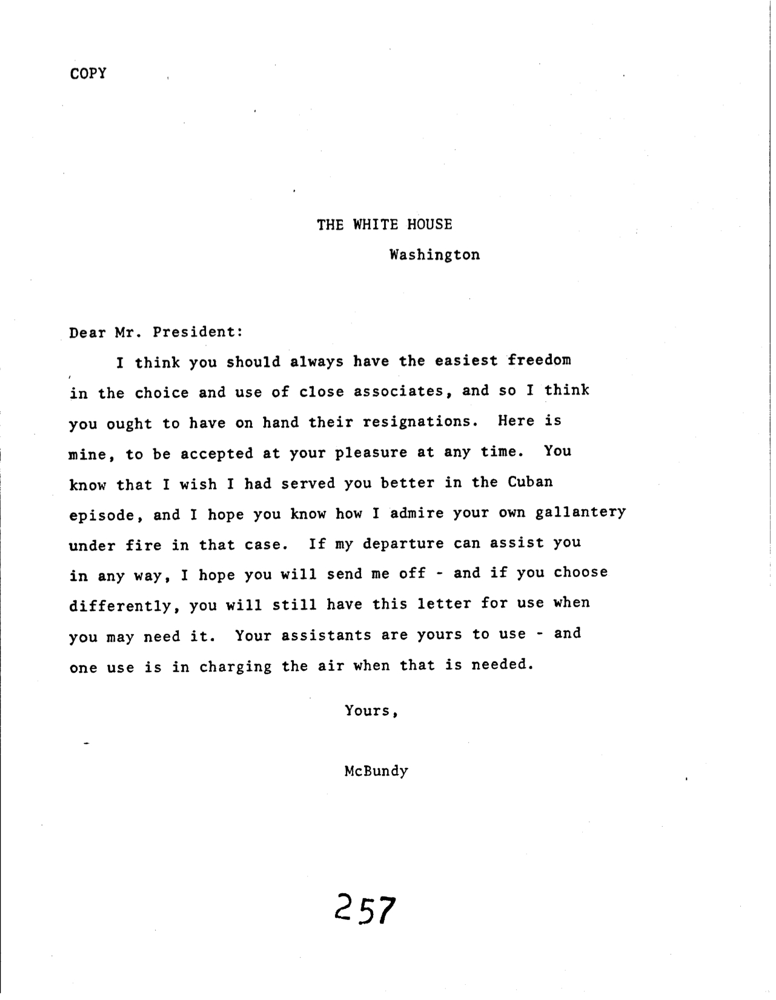 COPY
THE WHITE HOUSE
Washington
Dear Mr. President:
I think you should always have the easiest freedom
in the choice and use of close associates, and so I think
you ought to have on hand their resignations. Here is
mine, to be accepted at your pleasure at any time. You
know that I wish I had served you better in the Cuban
episode, and I hope you know how I admire your own gallantery
under fire in that case. If my departure can assist you
in any way, I hope you will send me off - and if you choose
differently, you will still have this letter for use when
you may need it. Your assistants are yours to use - and
one use is in charging the air when that is needed.
Yours,
McBundy
257